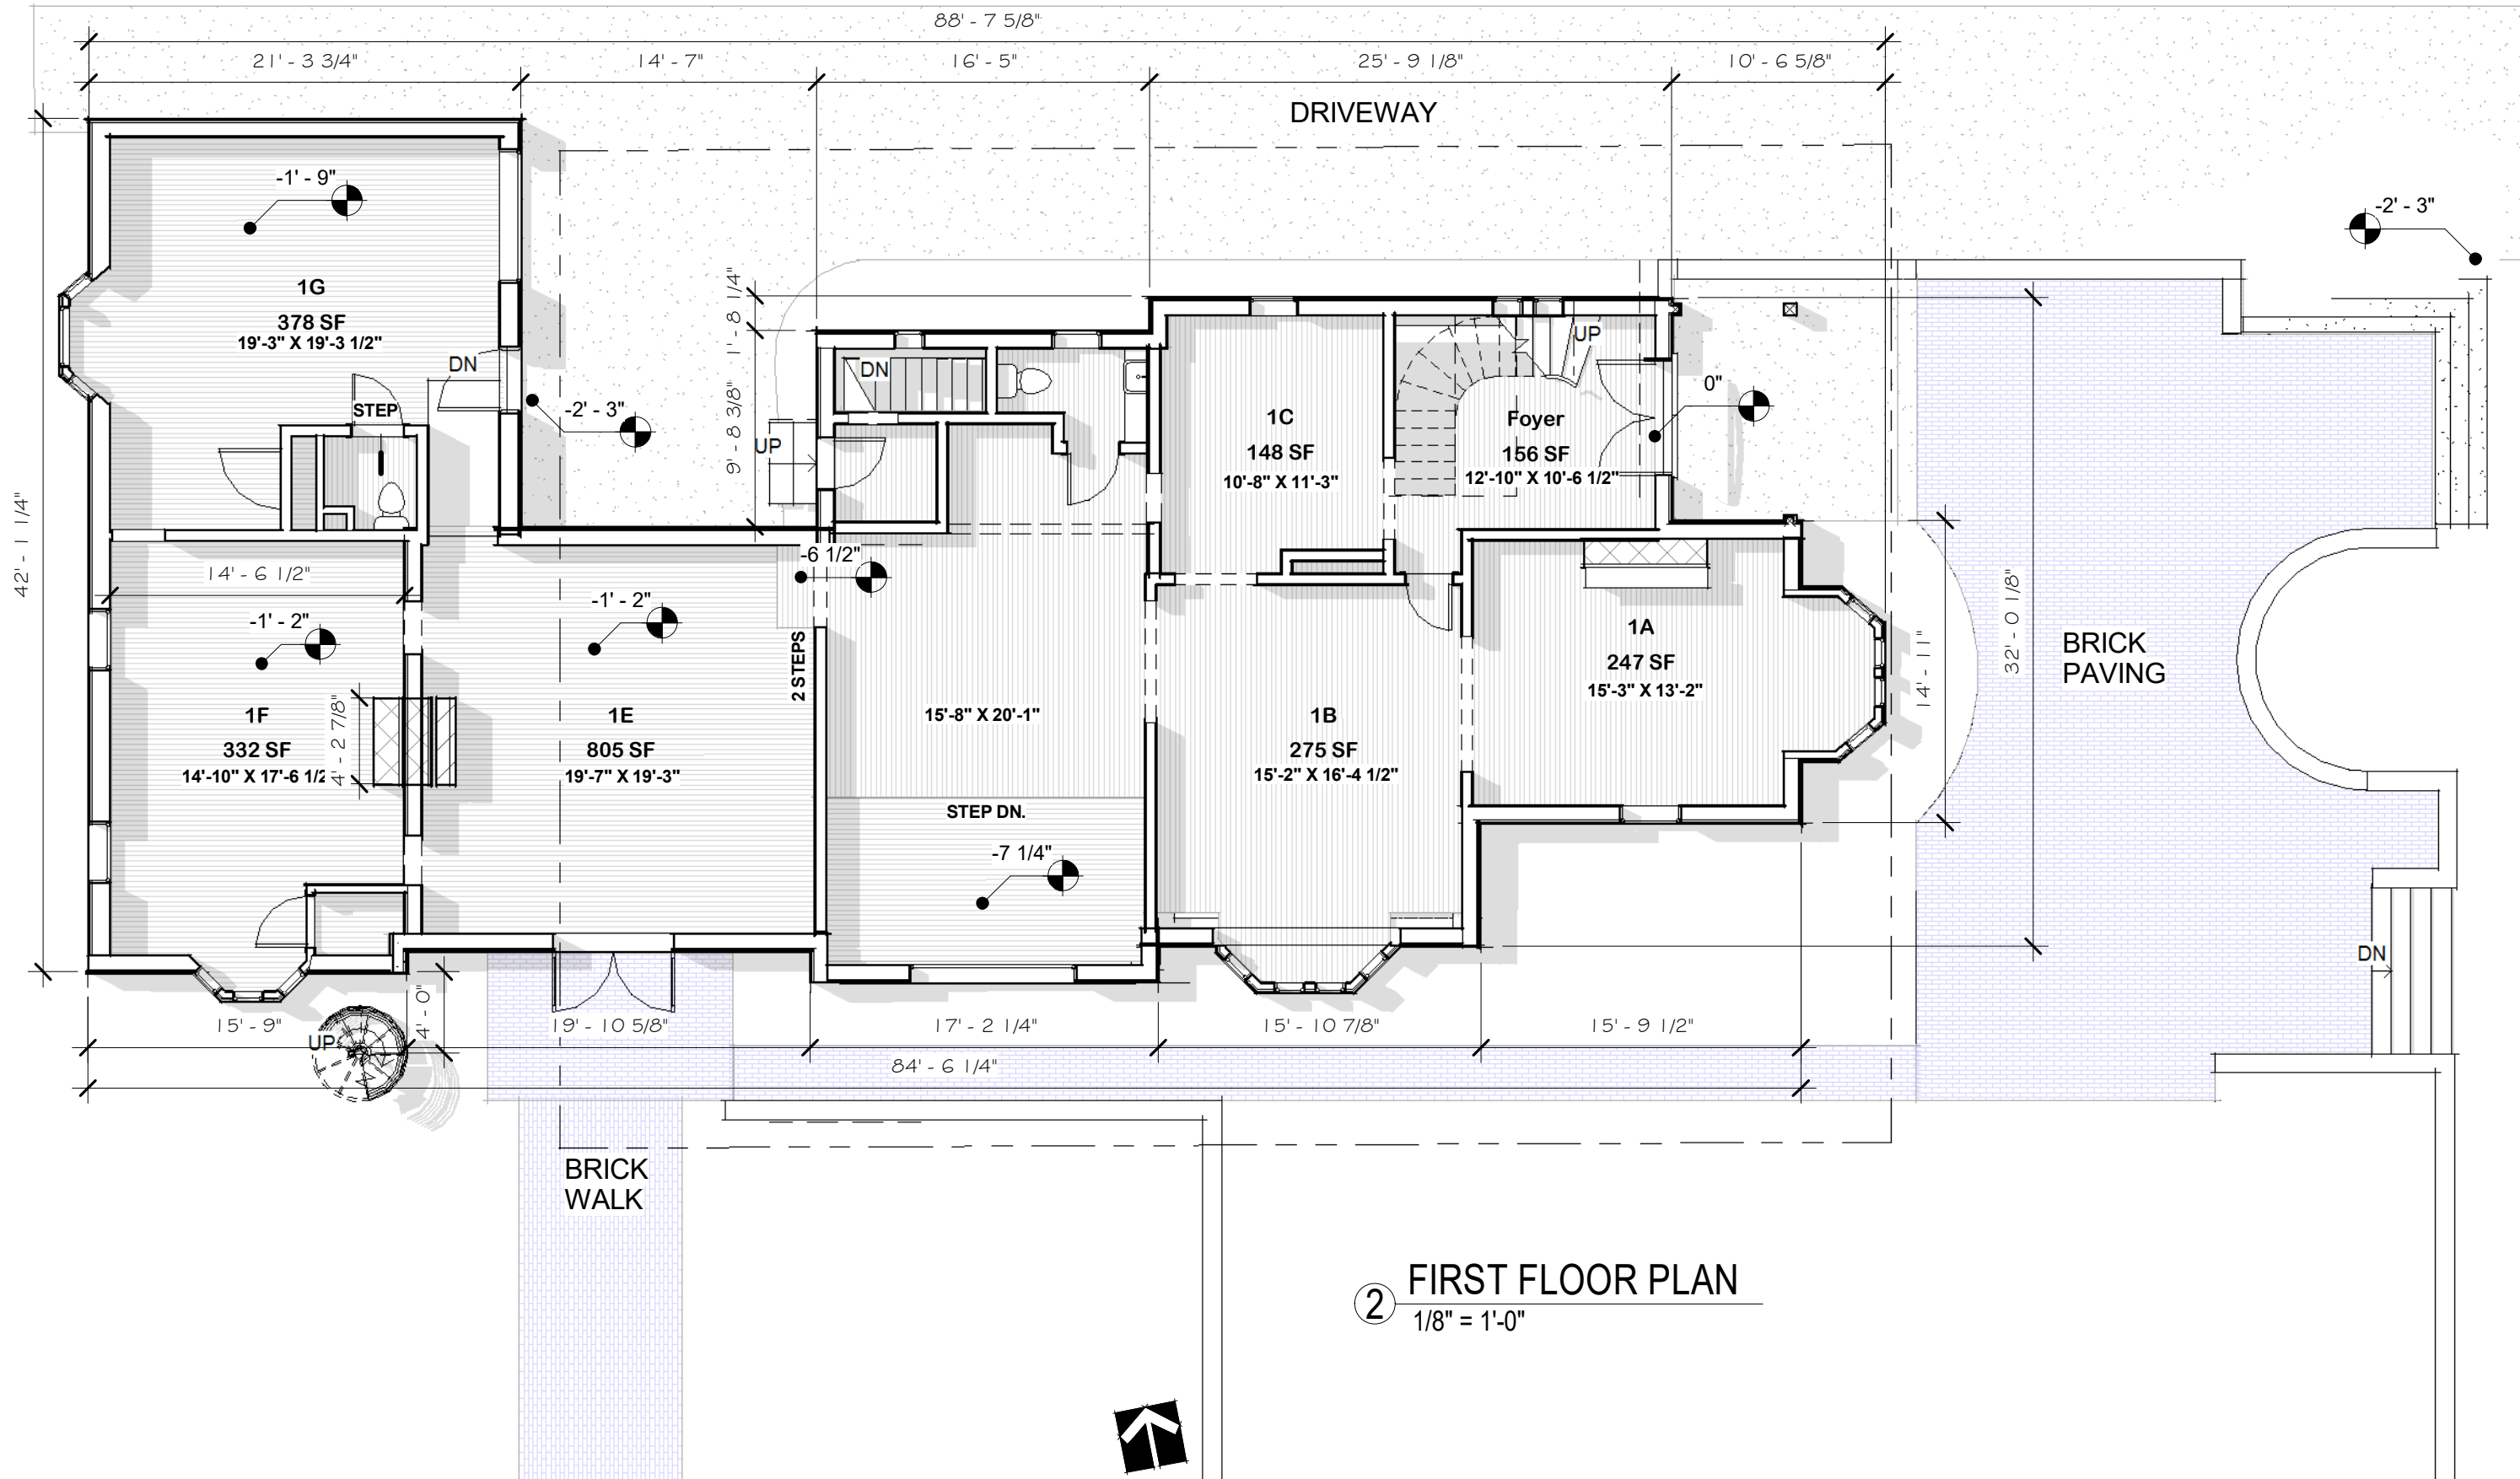 88' - 7 5/8"
21' - 3 3/4"
14' - 7"
16' - 5"
25' - 9 1/8"
10' - 6 5/8"
DRIVEWAY
-1' - 9"
-2' - 3"
1G
378 SF
19'-3" X 19'-3 1/2"
1' - 8 1/4"
9' - 8 3/8"
42' - 1 1/4"
DN
STEP
-2' - 3"
UP
DN
1C
148 SF
10'-8" X 11'-3"
UP
Foyer
156 SF
12'-10" X 10'-6 1/2"
0"
-6 1/2"
14' - 6 1/2"
-1' - 2"
-1' - 2"
2 STEPS
1A
247 SF
15'-3" X 13'-2"
14' - 11"
32' - 0 1/8"
BRICK
PAVING
1F
332 SF
14'-10" X 17'-6 1/2
4' - 2 7/8"
1E
805 SF
19'-7" X 19'-3"
15'-8" X 20'-1"
1B
275 SF
15'-2" X 16'-4 1/2"
STEP DN.
-7 1/4"
DN
15' - 9"
4' - 0"
UP
19' - 10 5/8"
17' - 2 1/4"
15' - 10 7/8"
15' - 9 1/2"
84' - 6 1/4"
BRICK
WALK
2
FIRST FLOOR PLAN
1/8" = 1'-0"